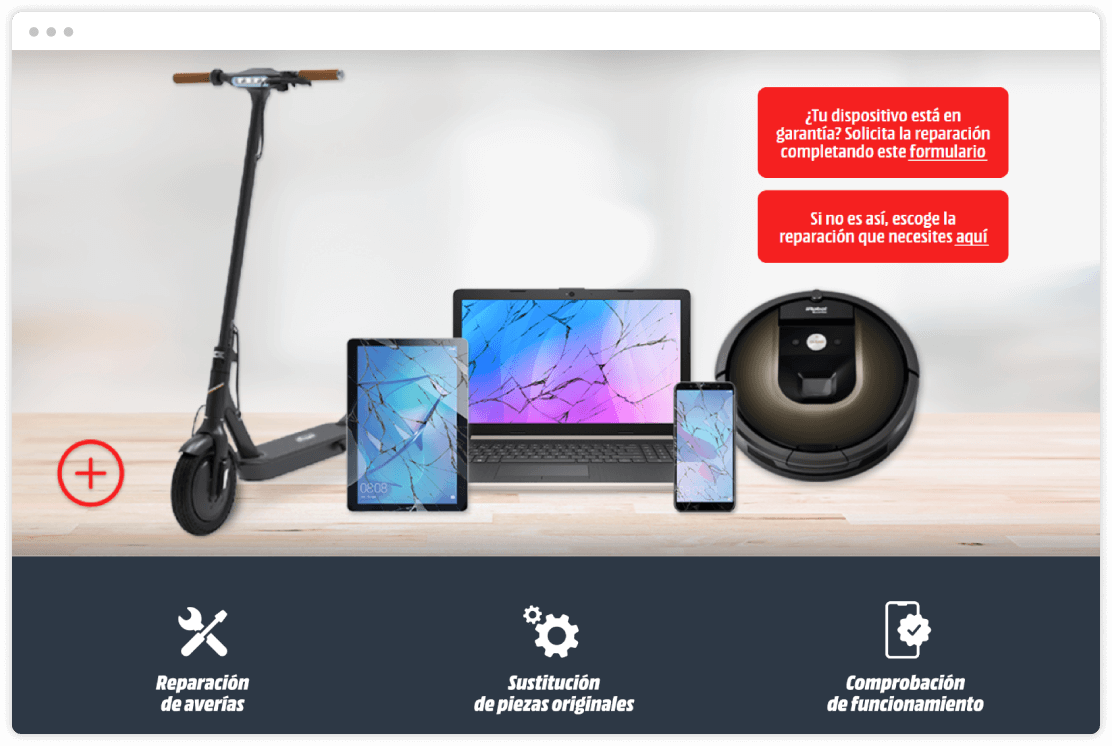 ¿Tu dispositivo está en
garantía? Solicita la reparación
completando este formulario
Si no es así, escoge la
reparación que necesites aquí
08:08
Reparación
de averías
Sustitución
de piezas originales
Comprobación
de funcionamiento